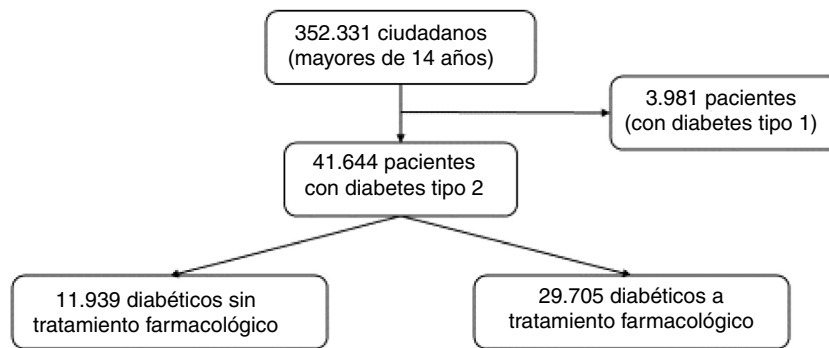 352.331 ciudadanos
(mayores de 14 años)
3.981 pacientes
(con diabetes tipo 1)
41.644 pacientes
con diabetes tipo 2
11.939 diabéticos sin
tratamiento farmacológico
29.705 diabéticos a
tratamiento farmacológico